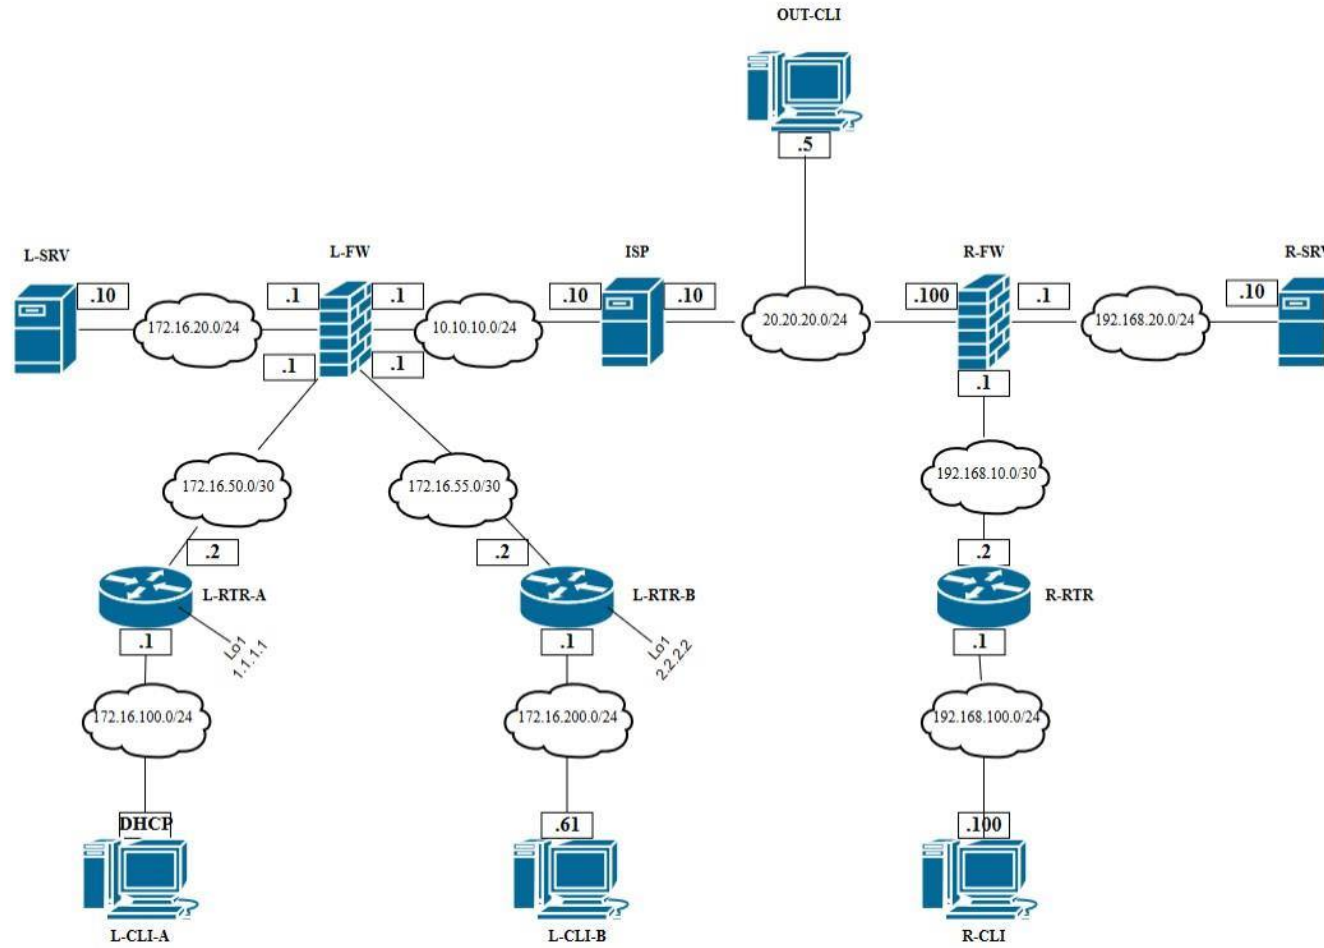 OUT-CLI
.5
L-SRV
L-FW
ISP
R-FW
R-SRV
.10
.1
.1
.10
.10
.100
.1
.10
172.16.20.0/24
10.10.10.0/24
20.20.20.0/24
192.168.20.0/24
.1
.1
.1
172.16.50.0/30
172.16.55.0/30
192.168.10.0/30
.2
.2
.2
L-RTR-A
L-RTR-B
R-RTR
.1
Lo1
1.1.1.1
.1
Lo1
2.2.2.2
.1
172.16.100.0/24
172.16.200.0/24
192.168.100.0/24
DHCP
.61
.100
L-CLI-A
L-CLI-B
R-CLI